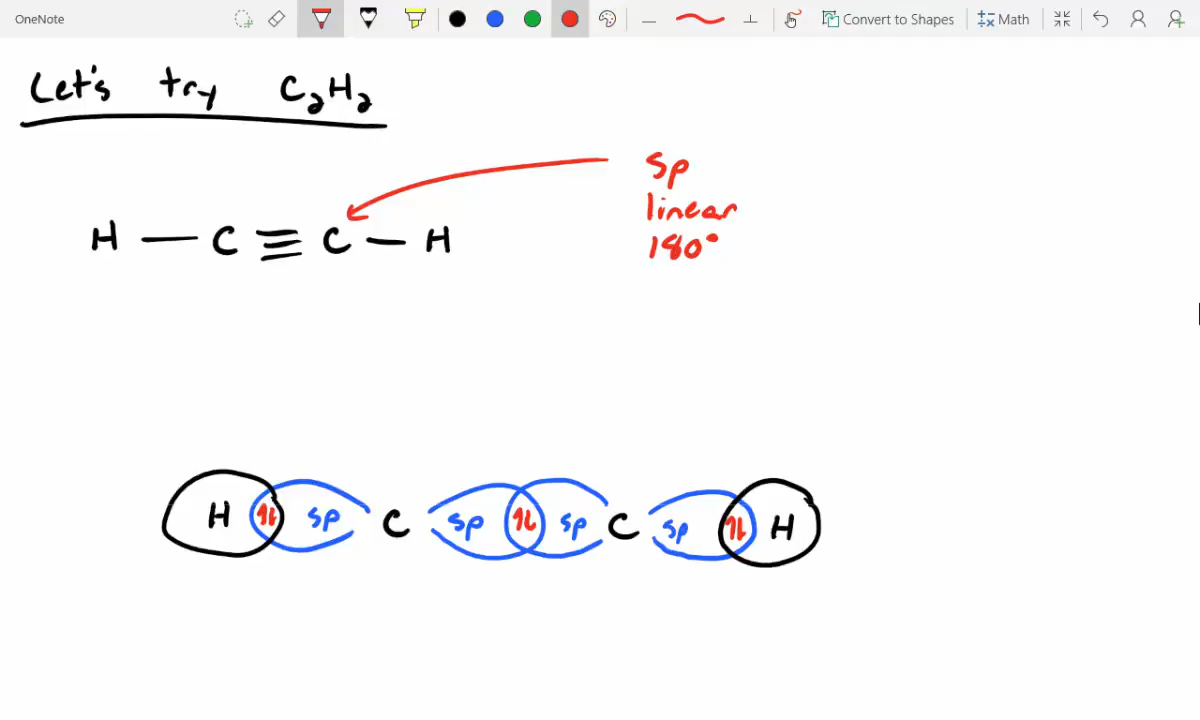 OneNote
Convert to Shapes
Math
Let's try C₂H₂
sp
linear
180°
H — C ≡ C — H
H ⥮ sp C sp ⥮ sp C sp ⥮ H